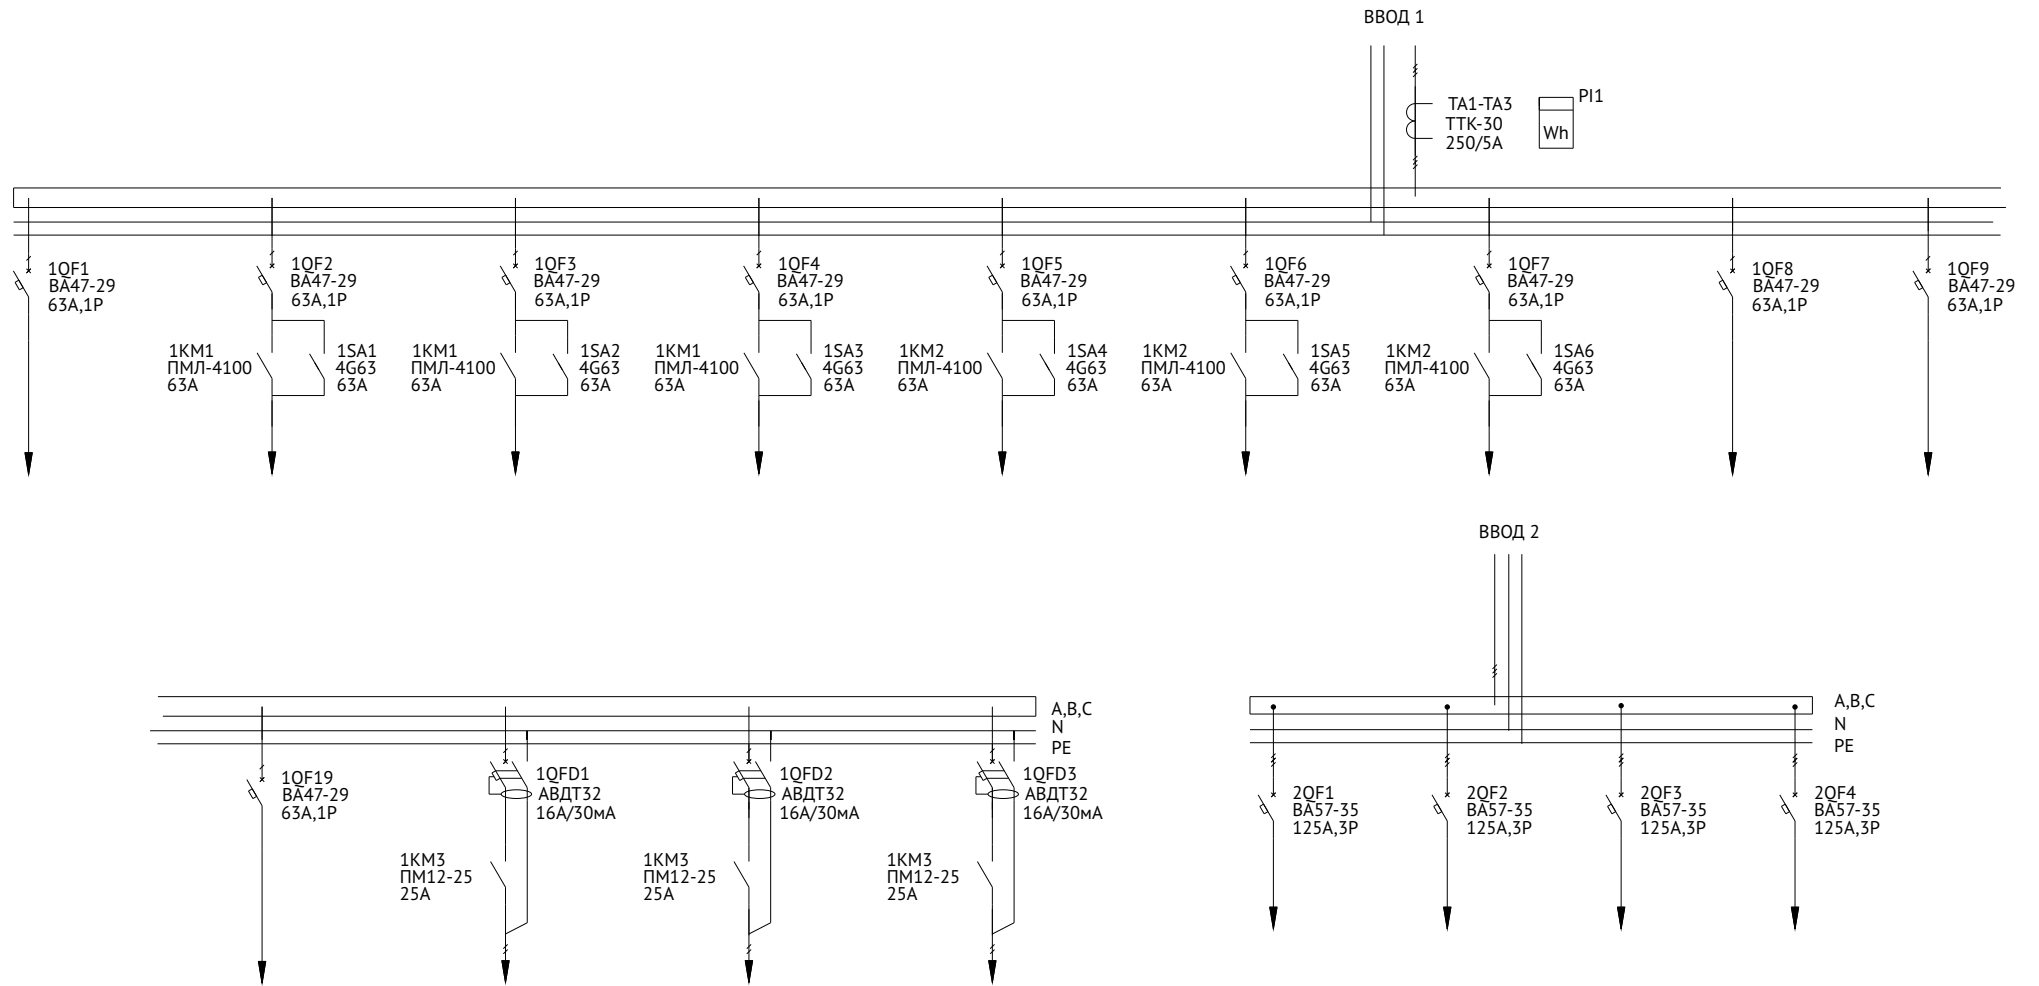 ВВОД 1
TA1-TA3
ТТК-30
250/5А
PI1
Wh
1QF1
ВА47-29
63А,1Р
1QF2
ВА47-29
63А,1Р
1QF3
ВА47-29
63А,1Р
1QF4
ВА47-29
63А,1Р
1QF5
ВА47-29
63А,1Р
1QF6
ВА47-29
63А,1Р
1QF7
ВА47-29
63А,1Р
1QF8
ВА47-29
63А,1Р
1QF9
ВА47-29
63А,1Р
1КМ1
ПМЛ-4100
63А
1SA1
4G63
63А
1КМ1
ПМЛ-4100
63А
1SA2
4G63
63А
1КМ1
ПМЛ-4100
63А
1SA3
4G63
63А
1КМ2
ПМЛ-4100
63А
1SA4
4G63
63А
1КМ2
ПМЛ-4100
63А
1SA5
4G63
63А
1КМ2
ПМЛ-4100
63А
1SA6
4G63
63А
ВВОД 2
A,B,C
N
PE
1QF19
ВА47-29
63А,1Р
1QFD1
АВДТ32
16А/30мА
1QFD2
АВДТ32
16А/30мА
1QFD3
АВДТ32
16А/30мА
1КМ3
ПМ12-25
25А
1КМ3
ПМ12-25
25А
1КМ3
ПМ12-25
25А
A,B,C
N
PE
2QF1
ВА57-35
125А,3Р
2QF2
ВА57-35
125А,3Р
2QF3
ВА57-35
125А,3Р
2QF4
ВА57-35
125А,3Р